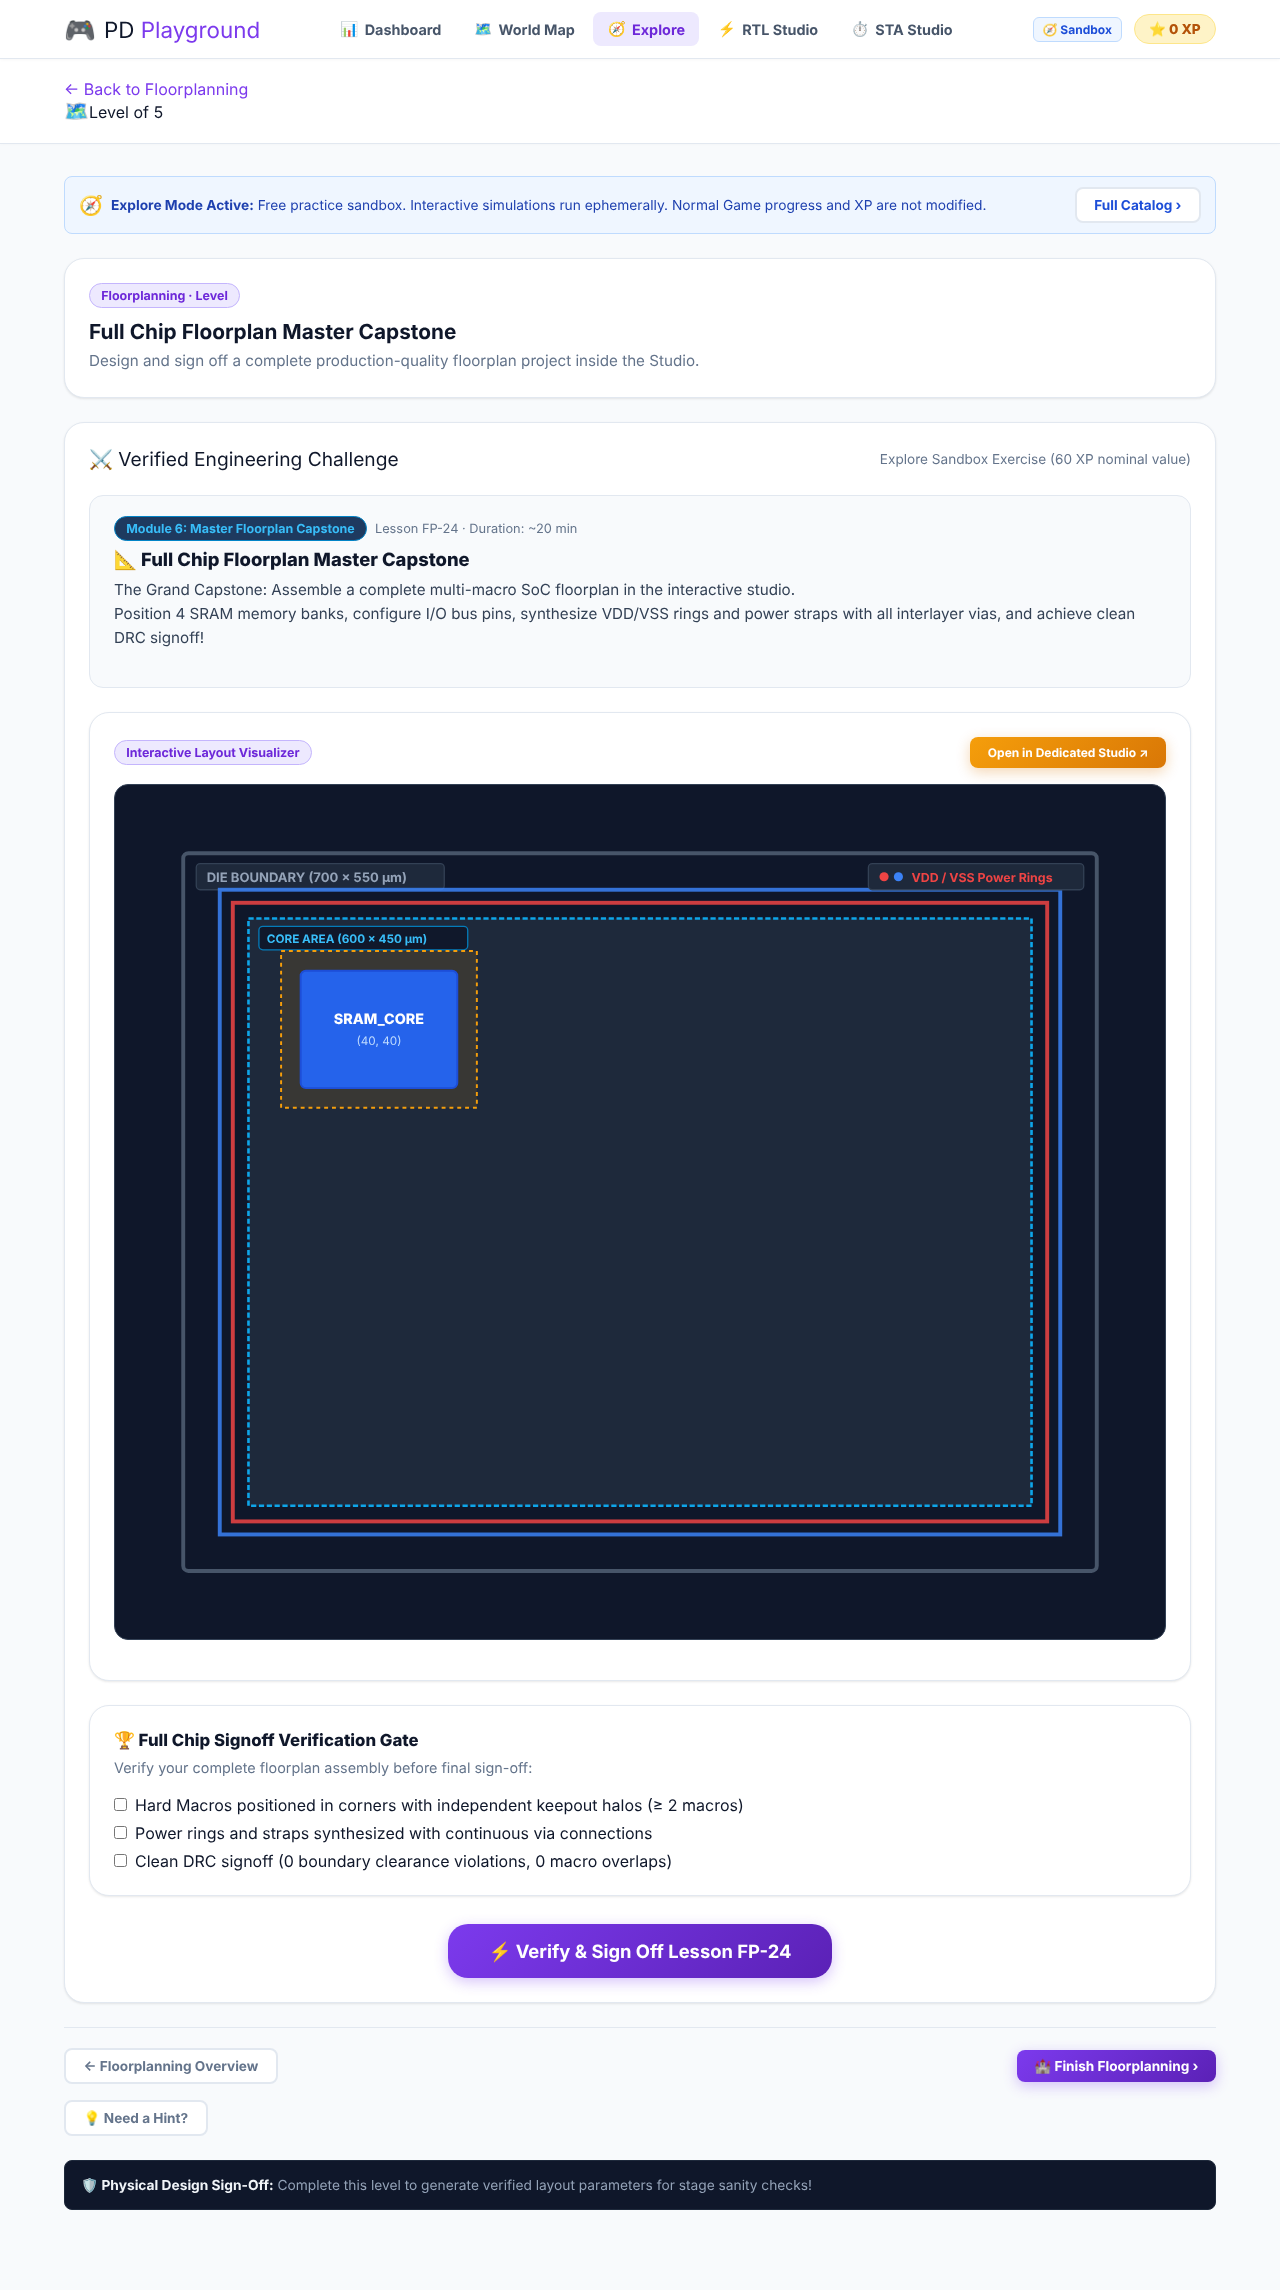 🎮 PD Playground
📊 Dashboard
🗺️ World Map
🧭 Explore
⚡ RTL Studio
⏱️ STA Studio
🧭 Sandbox
⭐ 0 XP
← Back to Floorplanning
🗺️Level of 5
🧭 Explore Mode Active: Free practice sandbox. Interactive simulations run ephemerally. Normal Game progress and XP are not modified.
Full Catalog ›
Floorplanning · Level
Full Chip Floorplan Master Capstone
Design and sign off a complete production-quality floorplan project inside the Studio.
⚔️ Verified Engineering Challenge
Explore Sandbox Exercise (60 XP nominal value)
Module 6: Master Floorplan Capstone
Lesson FP-24 · Duration: ~20 min
📐 Full Chip Floorplan Master Capstone
The Grand Capstone: Assemble a complete multi-macro SoC floorplan in the interactive studio.
Position 4 SRAM memory banks, configure I/O bus pins, synthesize VDD/VSS rings and power straps with all interlayer vias, and achieve clean
DRC signoff!
Interactive Layout Visualizer
Open in Dedicated Studio ↗
DIE BOUNDARY (700 × 550 µm)
VDD / VSS Power Rings
CORE AREA (600 × 450 µm)
SRAM_CORE
(40, 40)
🏆 Full Chip Signoff Verification Gate
Verify your complete floorplan assembly before final sign-off:
Hard Macros positioned in corners with independent keepout halos (≥ 2 macros)
Power rings and straps synthesized with continuous via connections
Clean DRC signoff (0 boundary clearance violations, 0 macro overlaps)
⚡ Verify & Sign Off Lesson FP-24
← Floorplanning Overview
🏰 Finish Floorplanning ›
💡 Need a Hint?
🛡️ Physical Design Sign-Off: Complete this level to generate verified layout parameters for stage sanity checks!